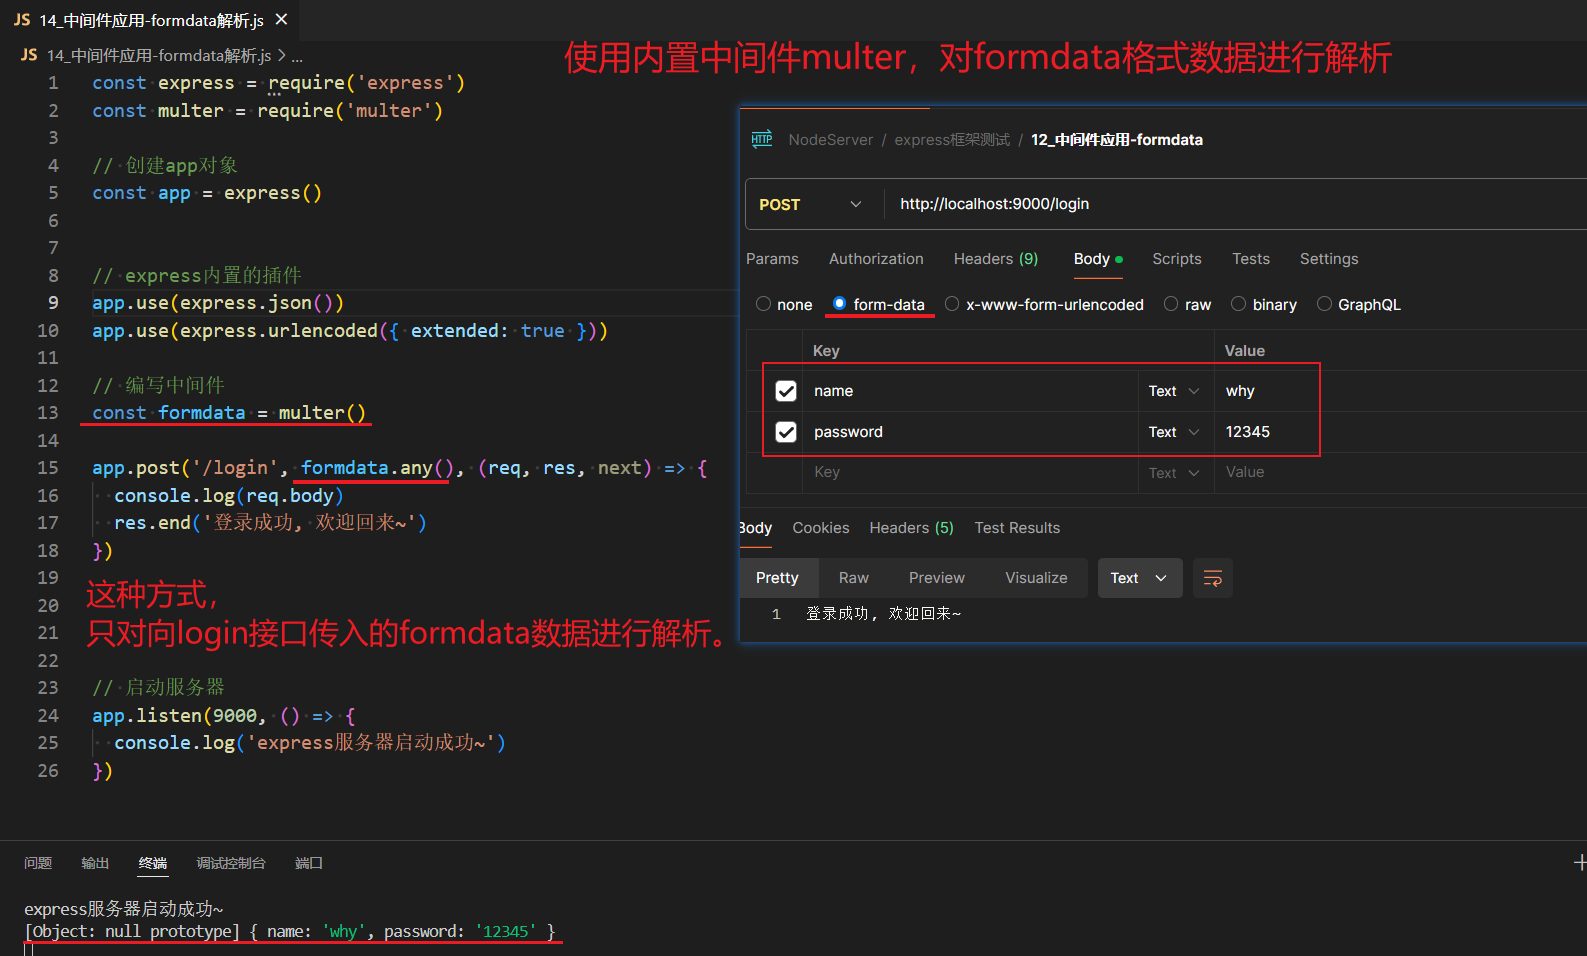 JS 14_中间件应用-formdata解析.js ×
JS 14_中间件应用-formdata解析.js > ...
使用内置中间件multer，对formdata格式数据进行解析
1 const express = require('express')
2 const multer = require('multer')
3
4 // 创建app对象
5 const app = express()
6
7
8 // express内置的插件
9 app.use(express.json())
10 app.use(express.urlencoded({ extended: true }))
11
12 // 编写中间件
13 const formdata = multer()
14
15 app.post('/login', formdata.any(), (req, res, next) => {
16 console.log(req.body)
17 res.end('登录成功, 欢迎回来~')
18 })
19
20
21
22
23 // 启动服务器
24 app.listen(9000, () => {
25 console.log('express服务器启动成功~')
26 })
这种方式，
只对向login接口传入的formdata数据进行解析。
HTTP NodeServer / express框架测试 / 12_中间件应用-formdata
POST http://localhost:9000/login
Params Authorization Headers (9) Body Scripts Tests Settings
none form-data x-www-form-urlencoded raw binary GraphQL
Key Value
name Text why
password Text 12345
Key Text Value
Body Cookies Headers (5) Test Results
Pretty Raw Preview Visualize Text
1 登录成功, 欢迎回来~
问题 输出 终端 调试控制台 端口
express服务器启动成功~
[Object: null prototype] { name: 'why', password: '12345' }